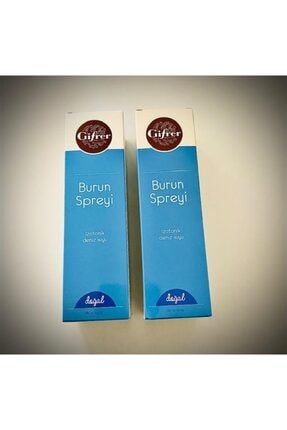 Gifrer
Burun
Spreyi
izotonik
deniz suyu
doğal
Gifrer
Burun
Spreyi
izotonik
deniz suyu
doğal